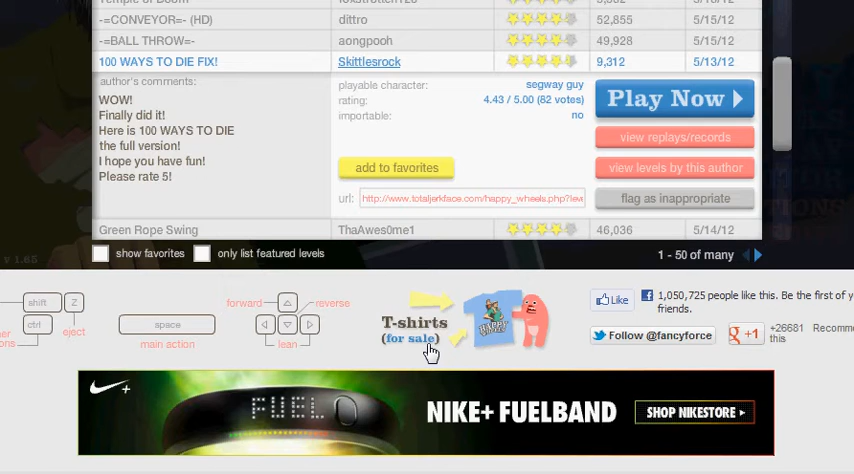 -=CONVEYOR=- (HD) dittro 52,855 5/15/12
-=BALL THROW=- aongpooh 49,928 5/15/12
100 WAYS TO DIE FIX! Skittlesrock 9,312 5/13/12
author's comments:
WOW!
Finally did it!
Here is 100 WAYS TO DIE
the full version!
I hope you have fun!
Please rate 5!
playable character: segway guy
rating: 4.43 / 5.00 (82 votes)
importable: no
add to favorites
url: http://www.totaljerkface.com/happy_wheels.php?lev
Play Now
view replays/records
view levels by this author
flag as inappropriate
Green Rope Swing ThaAwes0me1 46,036 5/14/12
show favorites only list featured levels 1 - 50 of many
v 1.65
shift Z
ctrl eject
space
main action
forward reverse
lean
T-shirts
(for sale)
HAPPY WHEELS
Like 1,050,725 people like this. Be the first of y
friends.
Follow @fancyforce +1 +26681 Recomme
this
NIKE+ FUELBAND
FUEL
SHOP NIKESTORE